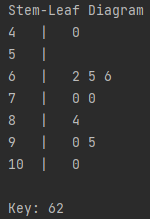 Stem-Leaf Diagram
4 | 0
5 |
6 | 2 5 6
7 | 0 0
8 | 4
9 | 0 5
10 | 0
Key: 62